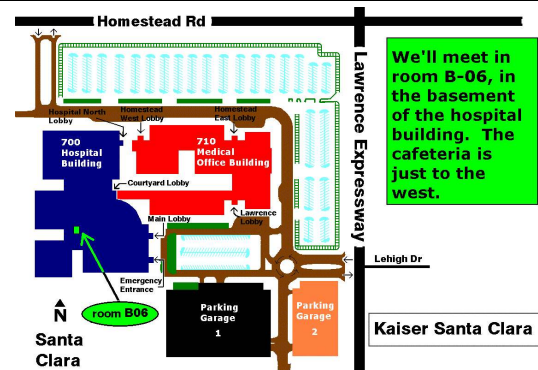 Homestead Rd
Lawrence Expressway
We'll meet in
room B-06, in
the basement
of the hospital
building. The
cafeteria is
just to the
west.
Hospital North
Lobby
Homestead
West Lobby
Homestead
East Lobby
700
Hospital
Building
710
Medical
Office Building
Courtyard Lobby
Main Lobby
Lawrence
Lobby
Emergency
Entrance
Lehigh Dr
N
room B06
Parking
Garage
1
Parking
Garage
2
Kaiser Santa Clara
Santa
Clara